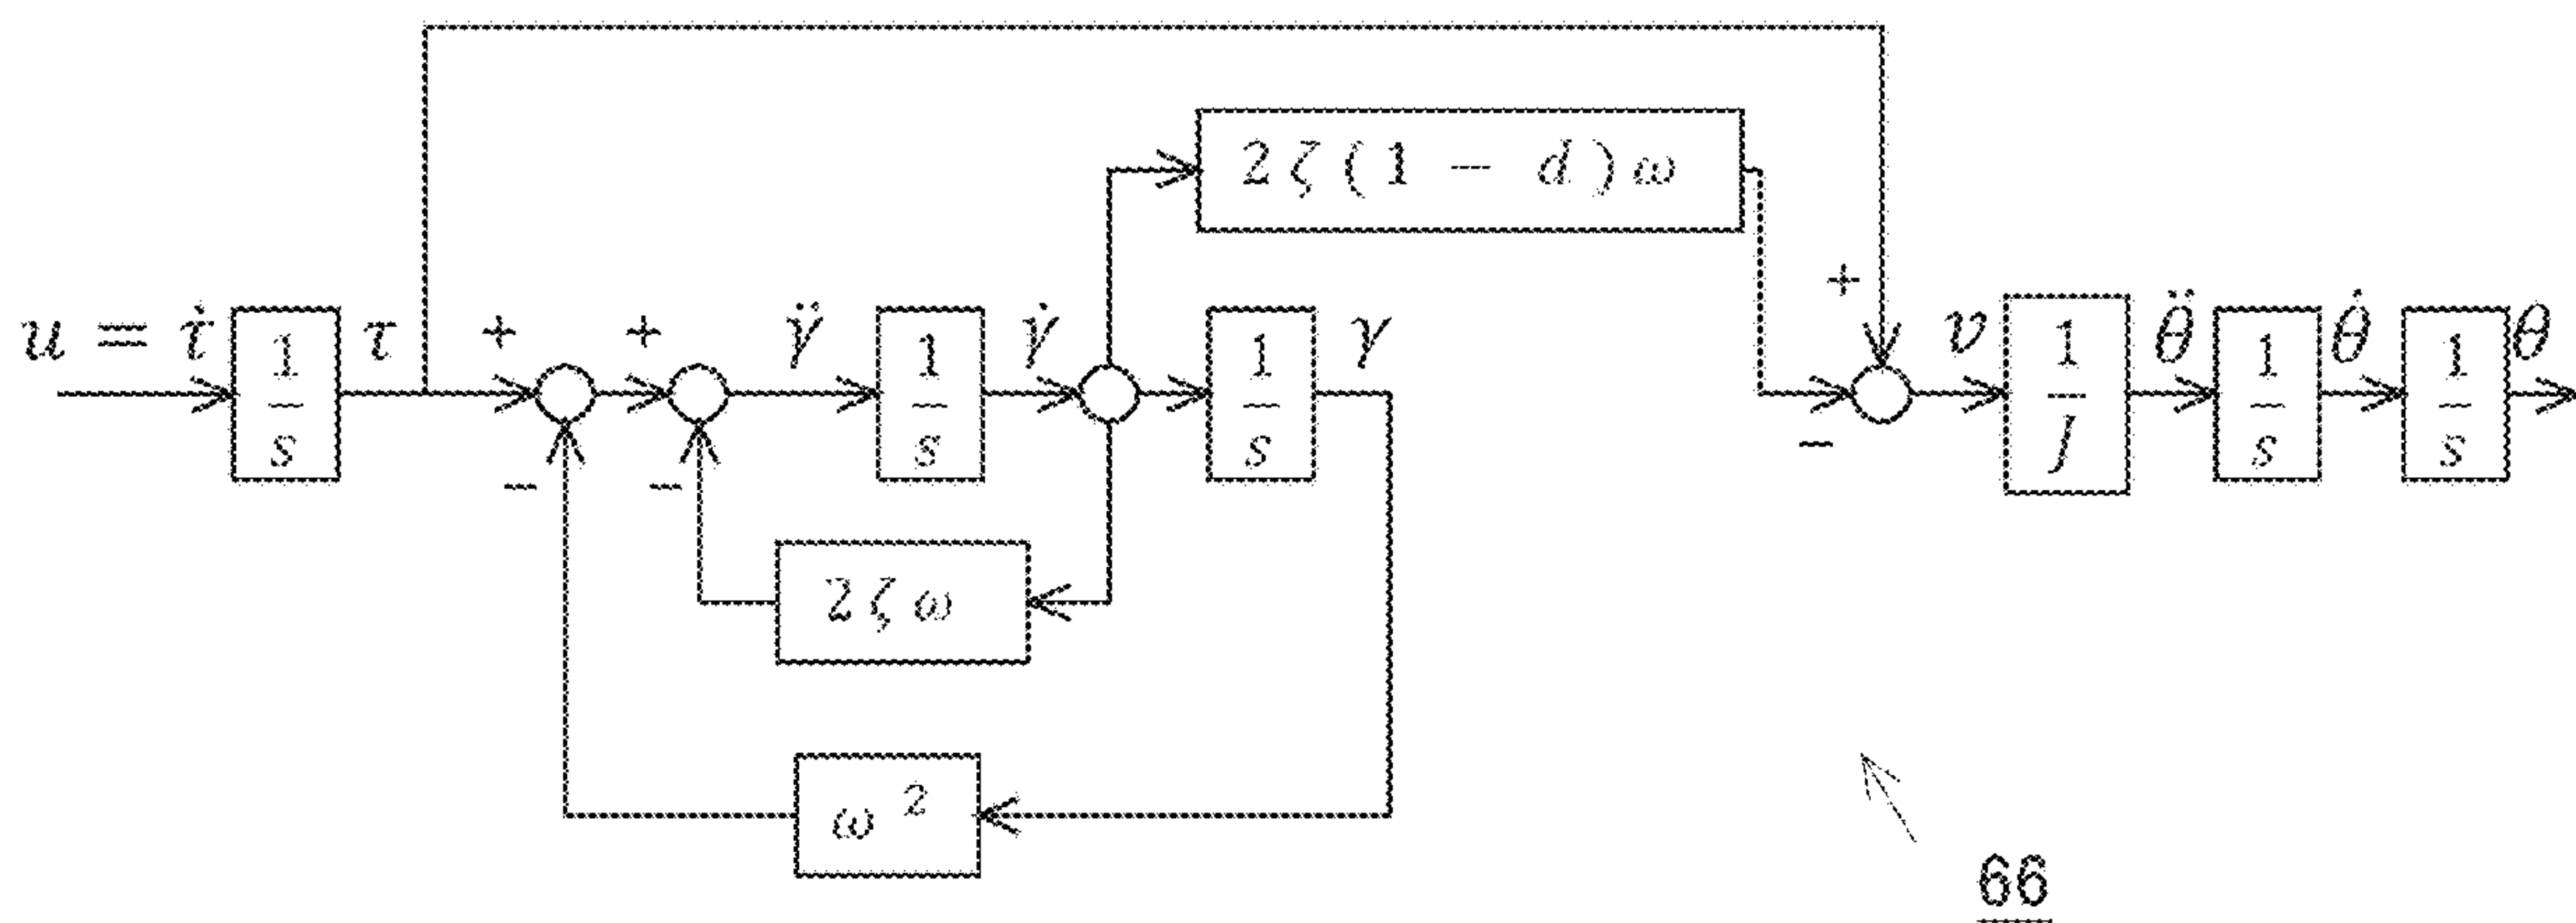 2ζ(1 − d)ω
+
u = τ̇
1/s
τ
+
+
γ̈
1/s
γ̇
1/s
γ
v
1/J
θ̈
1/s
θ̇
1/s
θ
−
−
−
2ζω
ω²
66